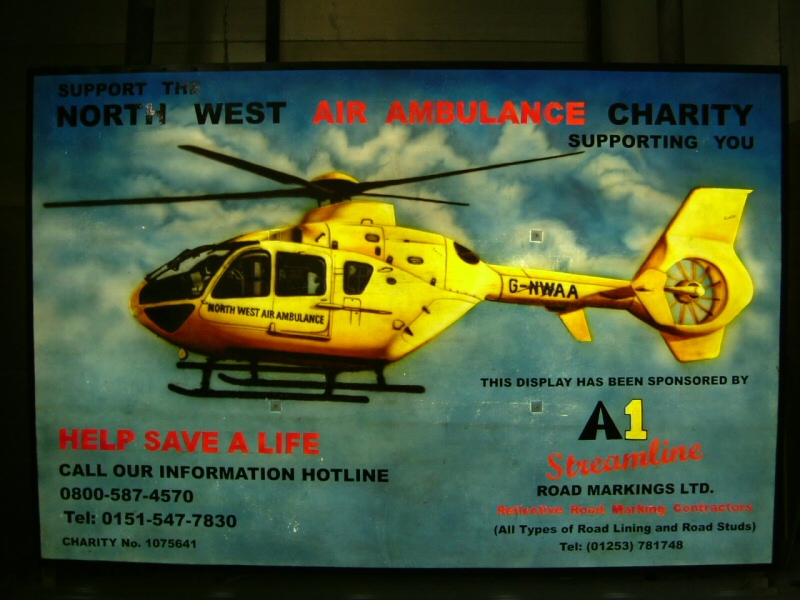 SUPPORT THE
NORTH WEST AIR AMBULANCE CHARITY
SUPPORTING YOU
G-NWAA
NORTH WEST AIR AMBULANCE
THIS DISPLAY HAS BEEN SPONSORED BY
A1
Streamline
ROAD MARKINGS LTD.
Reflective Road Marking Contractors
(All Types of Road Lining and Road Studs)
Tel: (01253) 781748
HELP SAVE A LIFE
CALL OUR INFORMATION HOTLINE
0800-587-4570
Tel: 0151-547-7830
CHARITY No. 1075641